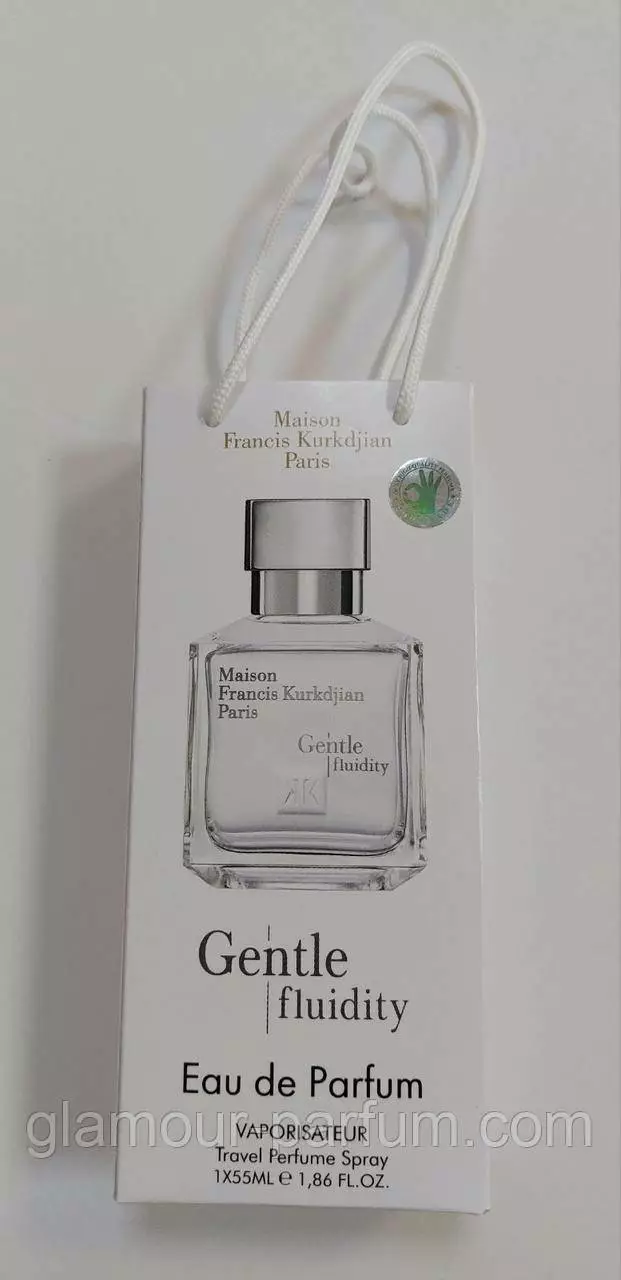 Maison
Francis Kurkdjian
Paris
Maison
Francis Kurkdjian
Paris
Gentle
fluidity
Gentle
fluidity
Eau de Parfum
glamour-parfum.com
VAPORISATEUR
Travel Perfume Spray
1X55ML e 1,86 FL.OZ.